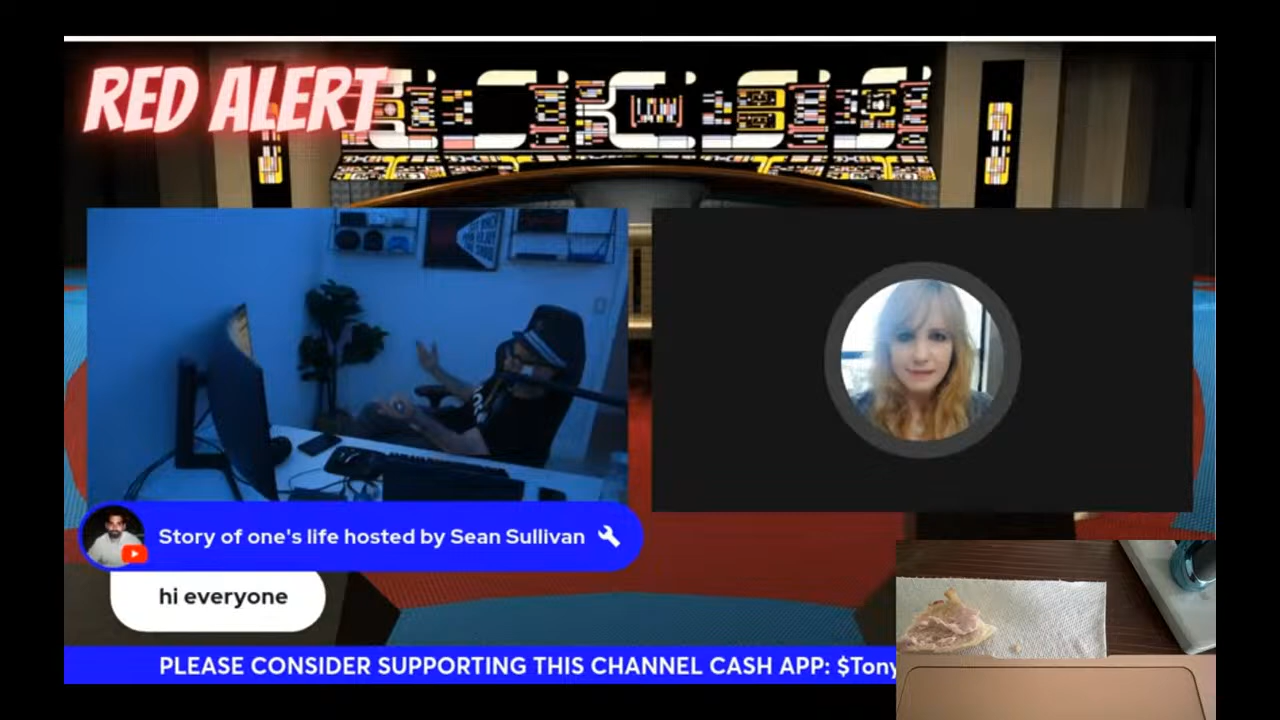 RED ALERT
Story of one's life hosted by Sean Sullivan
hi everyone
PLEASE CONSIDER SUPPORTING THIS CHANNEL CASH APP: $Tony